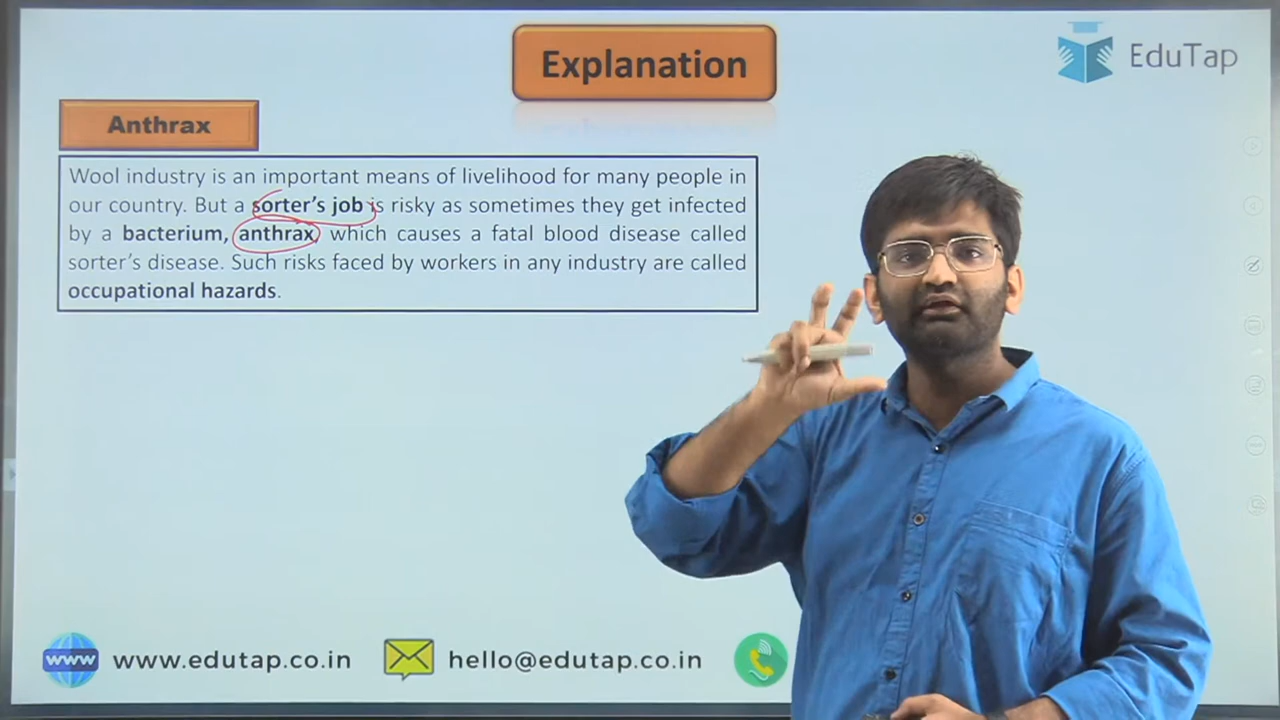 Explanation
EduTap
Anthrax
Wool industry is an important means of livelihood for many people in
our country. But a sorter's job is risky as sometimes they get infected
by a bacterium, anthrax, which causes a fatal blood disease called
sorter's disease. Such risks faced by workers in any industry are called
occupational hazards.
www www.edutap.co.in
hello@edutap.co.in